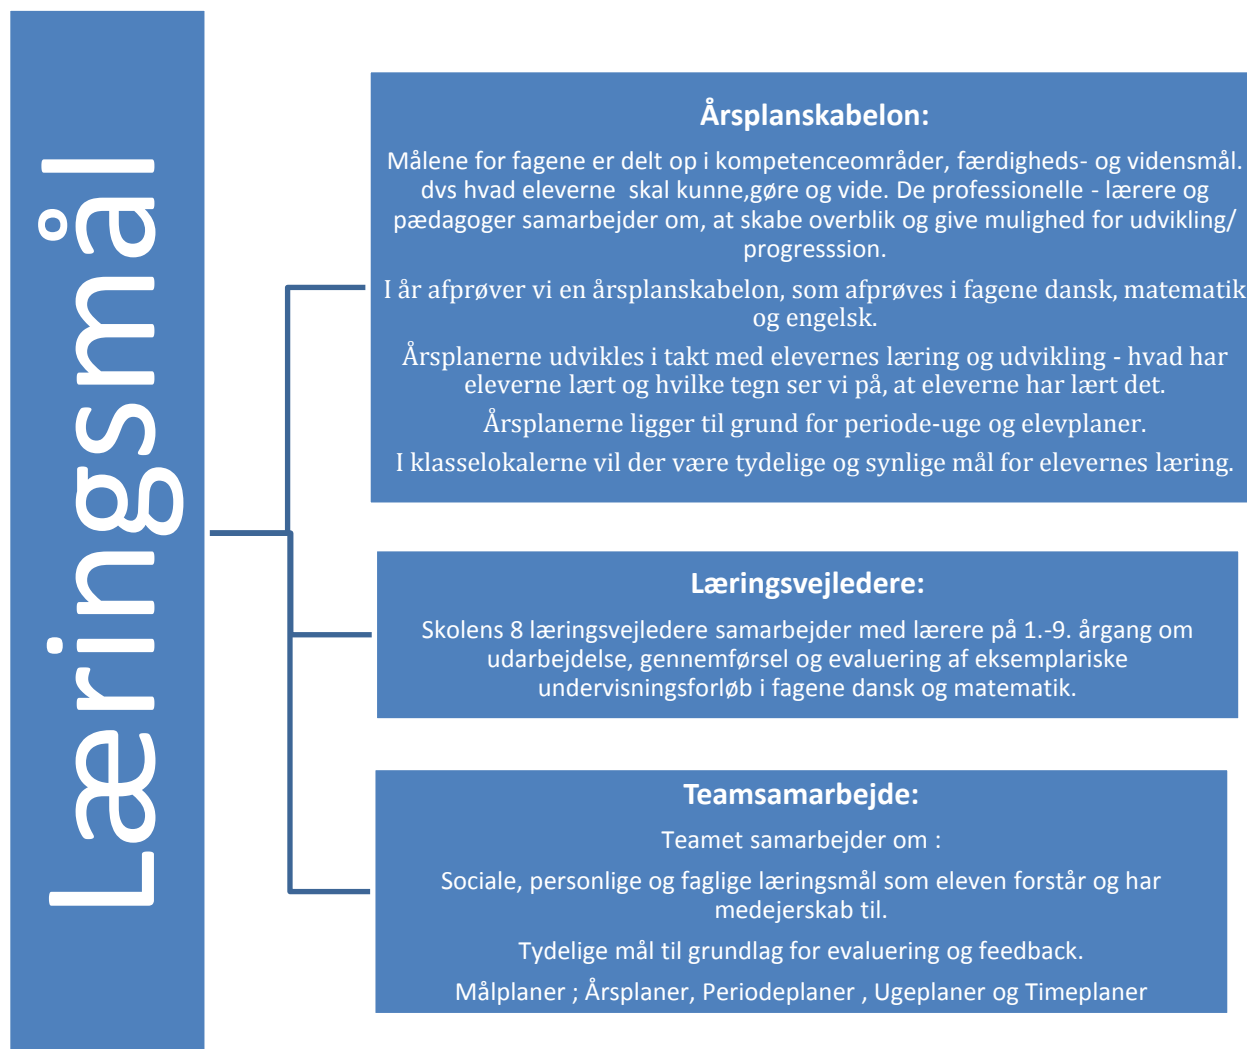 Læringsmål
Årsplanskabelon:
Målene for fagene er delt op i kompetenceområder, færdigheds- og vidensmål.
dvs hvad eleverne  skal kunne,gøre og vide. De professionelle - lærere og
pædagoger samarbejder om, at skabe overblik og give mulighed for udvikling/
progresssion.
I år afprøver vi en årsplanskabelon, som afprøves i fagene dansk, matematik
og engelsk.
Årsplanerne udvikles i takt med elevernes læring og udvikling - hvad har
eleverne lært og hvilke tegn ser vi på, at eleverne har lært det.
Årsplanerne ligger til grund for periode-uge og elevplaner.
I klasselokalerne vil der være tydelige og synlige mål for elevernes læring.
Læringsvejledere:
Skolens 8 læringsvejledere samarbejder med lærere på 1.-9. årgang om
udarbejdelse, gennemførsel og evaluering af eksemplariske
undervisningsforløb i fagene dansk og matematik.
Teamsamarbejde:
Teamet samarbejder om :
Sociale, personlige og faglige læringsmål som eleven forstår og har
medejerskab til.
Tydelige mål til grundlag for evaluering og feedback.
Målplaner ; Årsplaner, Periodeplaner , Ugeplaner og Timeplaner